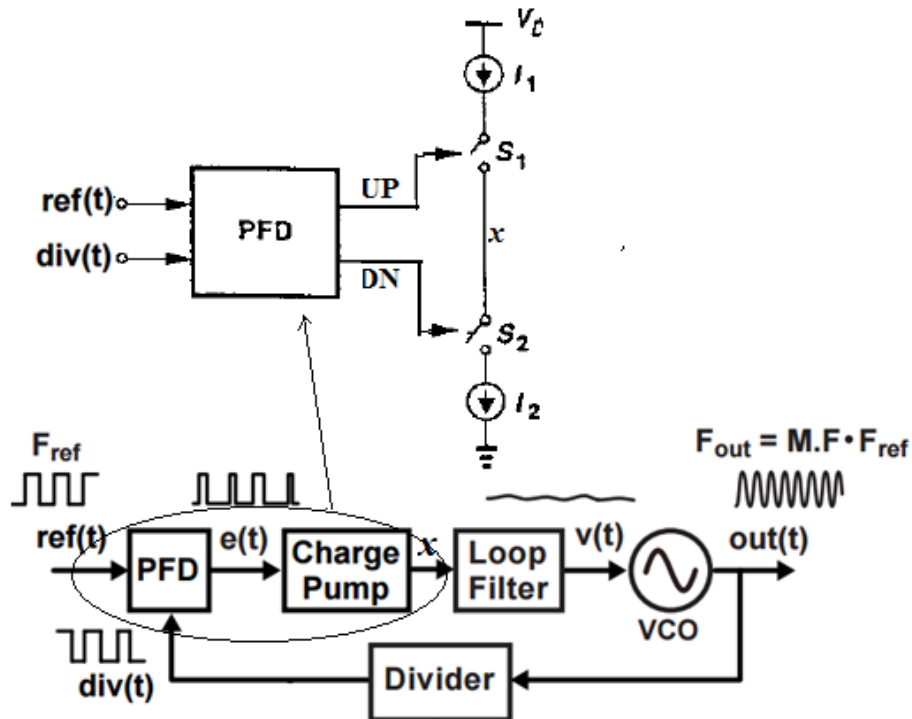 V_D
I_1
S_1
UP
ref(t)
PFD
x
div(t)
DN
S_2
I_2
F_ref
F_out = M.F • F_ref
ref(t)
e(t)
x
v(t)
out(t)
PFD
Charge
Pump
Loop
Filter
VCO
div(t)
Divider